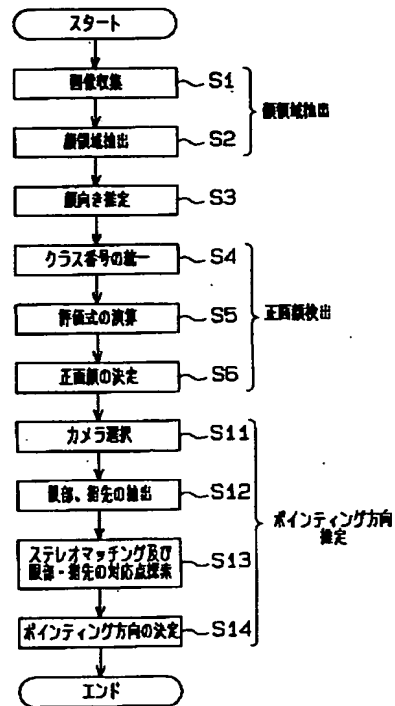 スタート
画像収集
S1
顔領域抽出
顔領域抽出
S2
顔向き推定
S3
クラス番号の統一
S4
評価式の演算
S5
正面顔検出
正面顔の決定
S6
カメラ選択
S11
眼部、指先の抽出
S12
ポインティング方向
推定
ステレオマッチング及び
眼部・指先の対応点探索
S13
ポインティング方向の決定
S14
エンド